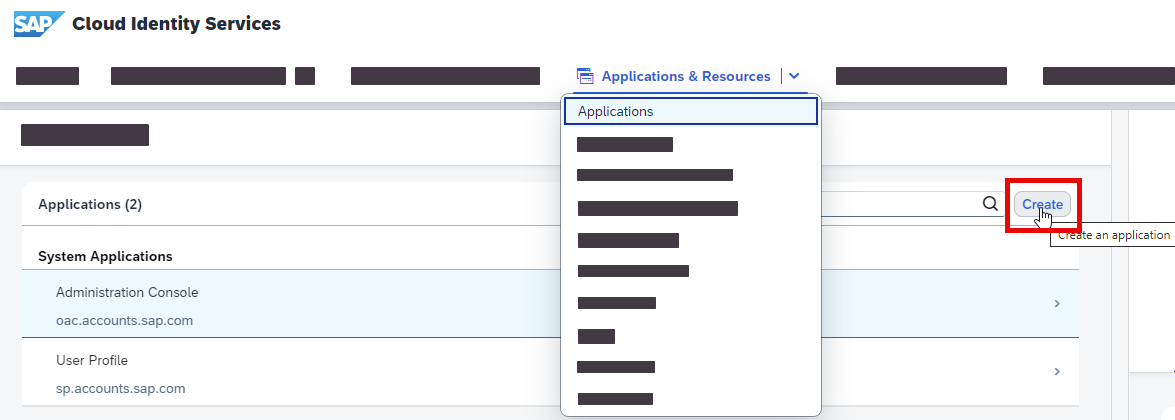 SAP Cloud Identity Services
Applications & Resources
Applications
Applications (2)
Create
Create an application
System Applications
Administration Console
oac.accounts.sap.com
User Profile
sp.accounts.sap.com